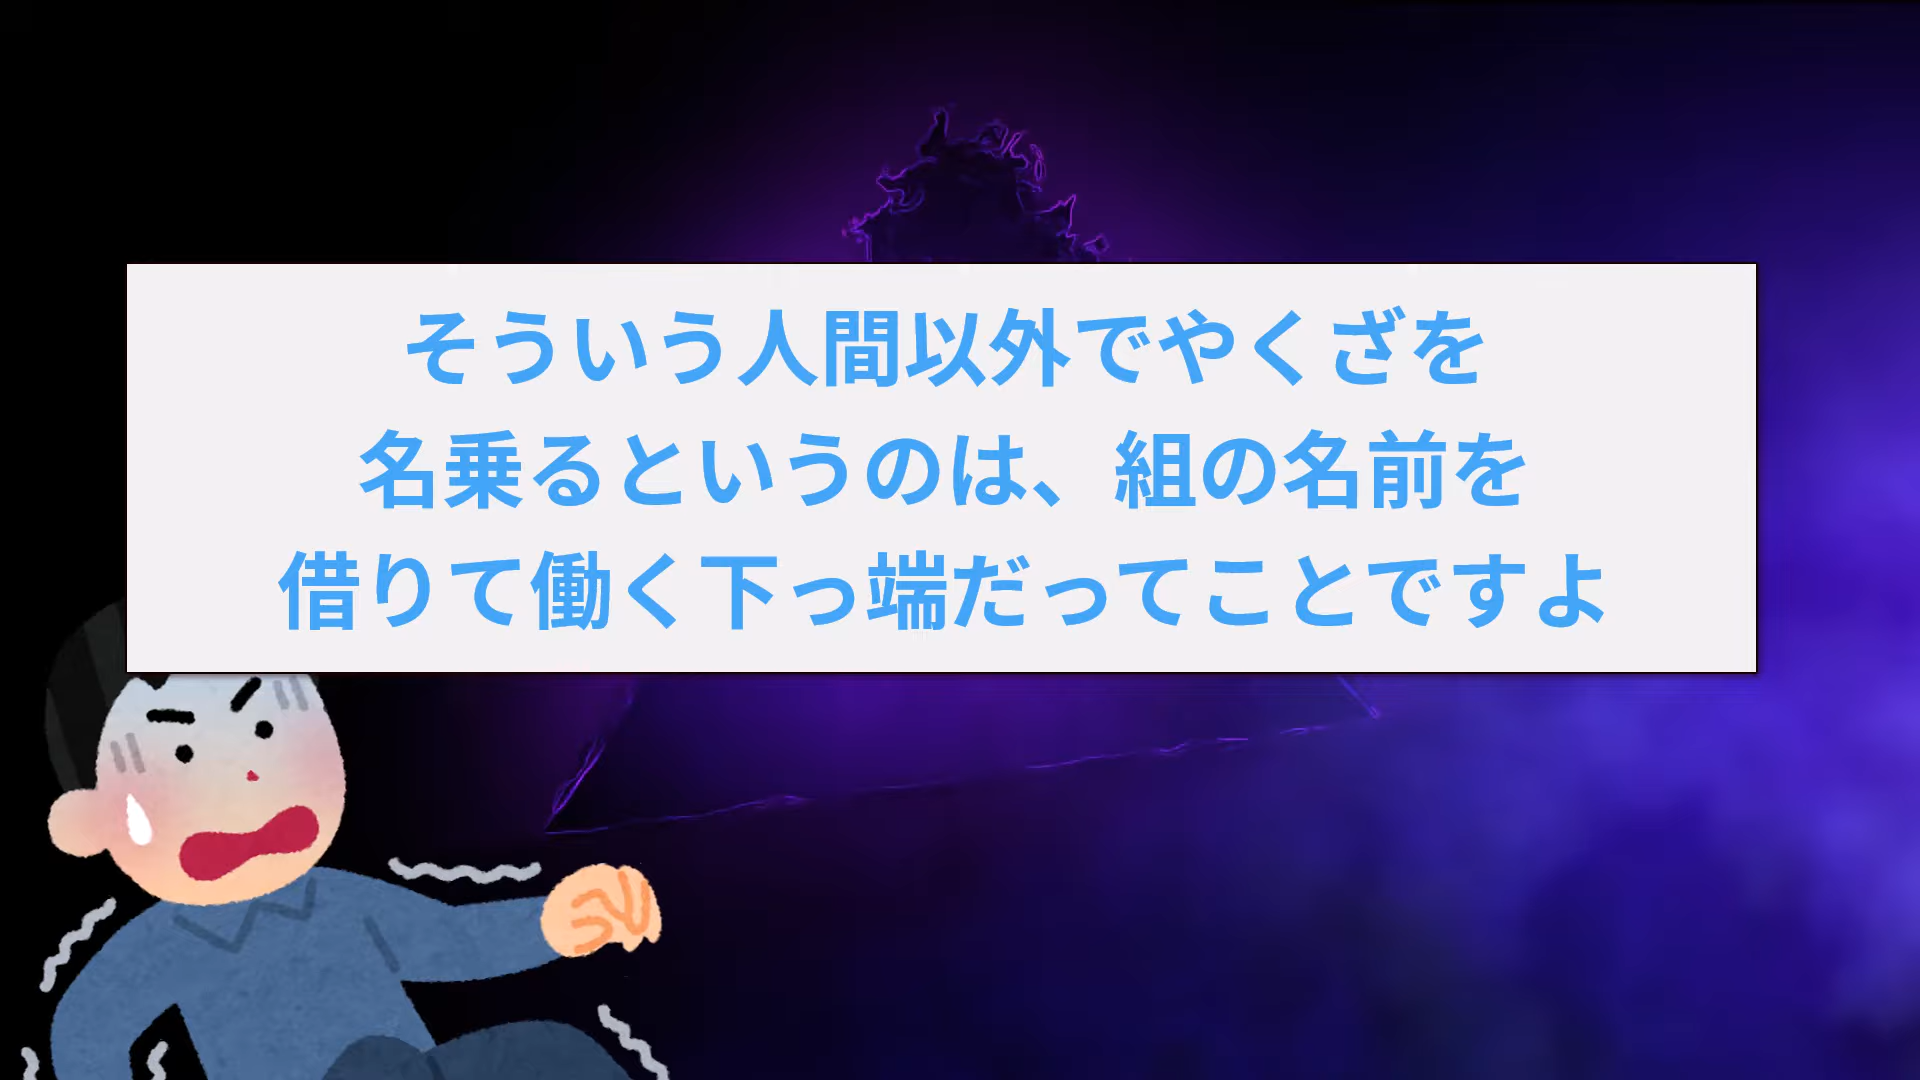 そういう人間以外でやくざを
名乗るというのは、組の名前を
借りて働く下っ端だってことですよ